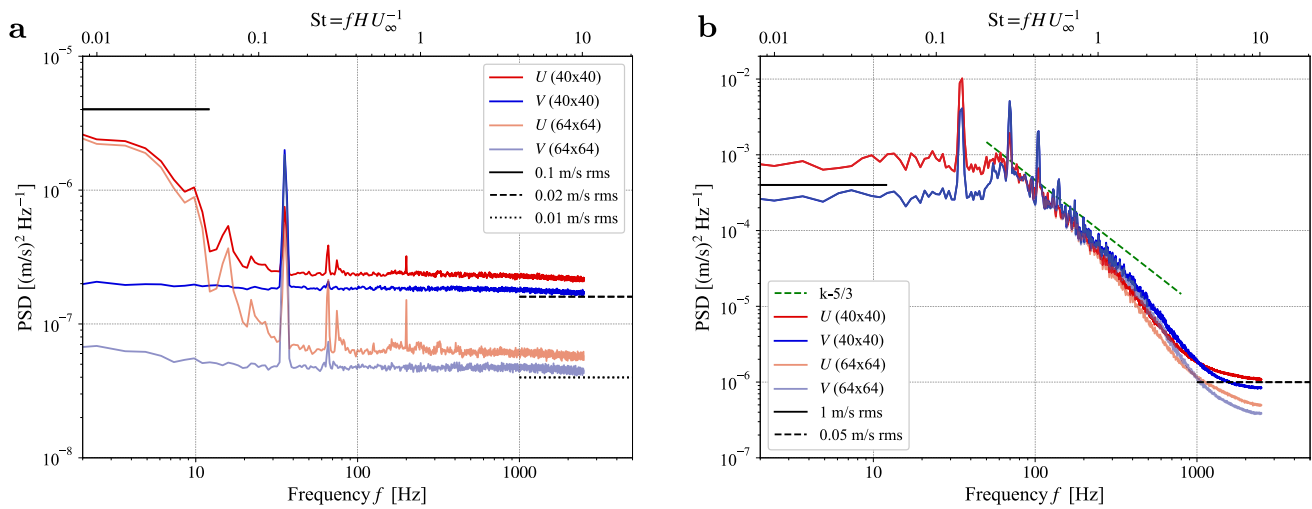 a
St=fHU∞⁻¹
0.01 0.1 1 10
10⁻⁵
10⁻⁶
10⁻⁷
10⁻⁸
PSD [(m/s)² Hz⁻¹]
U (40x40)
V (40x40)
U (64x64)
V (64x64)
0.1 m/s rms
0.02 m/s rms
0.01 m/s rms
10 100 1000
Frequency f [Hz]
b
St=fHU∞⁻¹
0.01 0.1 1 10
10⁻²
10⁻³
10⁻⁴
10⁻⁵
10⁻⁶
10⁻⁷
PSD [(m/s)² Hz⁻¹]
k-5/3
U (40x40)
V (40x40)
U (64x64)
V (64x64)
1 m/s rms
0.05 m/s rms
10 100 1000
Frequency f [Hz]